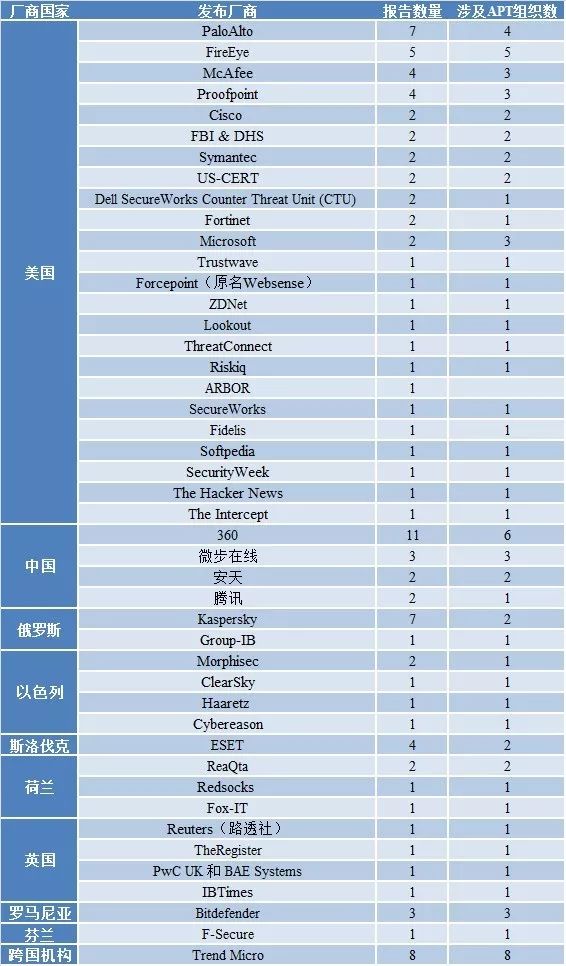 厂商国家 发布厂商 报告数量 涉及APT组织数
美国 PaloAlto 7 4
FireEye 5 5
McAfee 4 3
Proofpoint 4 3
Cisco 2 2
FBI & DHS 2 2
Symantec 2 2
US-CERT 2 2
Dell SecureWorks Counter Threat Unit (CTU) 2 1
Fortinet 2 1
Microsoft 2 3
Trustwave 1 1
Forcepoint（原名Websense） 1 1
ZDNet 1 1
Lookout 1 1
ThreatConnect 1 1
Riskiq 1 1
ARBOR 1
SecureWorks 1 1
Fidelis 1 1
Softpedia 1 1
SecurityWeek 1 1
The Hacker News 1 1
The Intercept 1 1
中国 360 11 6
微步在线 3 3
安天 2 2
腾讯 2 1
俄罗斯 Kaspersky 7 2
Group-IB 1 1
以色列 Morphisec 2 1
ClearSky 1 1
Haaretz 1 1
Cybereason 1 1
斯洛伐克 ESET 4 2
荷兰 ReaQta 2 2
Redsocks 1 1
Fox-IT 1 1
英国 Reuters（路透社） 1 1
TheRegister 1 1
PwC UK 和 BAE Systems 1 1
IBTimes 1 1
罗马尼亚 Bitdefender 3 3
芬兰 F-Secure 1 1
跨国机构 Trend Micro 8 8